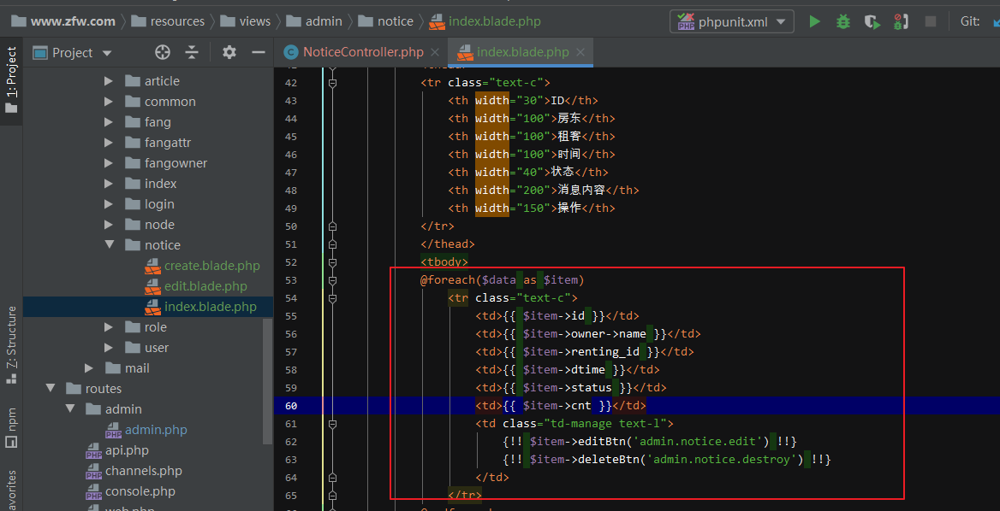 www.zfw.com
resources
views
admin
notice
index.blade.php
phpunit.xml
Git:
1: Project
Project
NoticeController.php
index.blade.php
article
common
fang
fangattr
fangowner
index
login
node
notice
create.blade.php
edit.blade.php
index.blade.php
role
user
mail
routes
admin
admin.php
api.php
channels.php
console.php
web.php
Z: Structure
npm
42 <tr class="text-c">
43 <th width="30">ID</th>
44 <th width="100">房东</th>
45 <th width="100">租客</th>
46 <th width="100">时间</th>
47 <th width="40">状态</th>
48 <th width="200">消息内容</th>
49 <th width="150">操作</th>
50 </tr>
51 </thead>
52 <tbody>
53 @foreach($data as $item)
54 <tr class="text-c">
55 <td>{{ $item->id }}</td>
56 <td>{{ $item->owner->name }}</td>
57 <td>{{ $item->renting_id }}</td>
58 <td>{{ $item->dtime }}</td>
59 <td>{{ $item->status }}</td>
60 <td>{{ $item->cnt }}</td>
61 <td class="td-manage text-l">
62 {!! $item->editBtn('admin.notice.edit') !!}
63 {!! $item->deleteBtn('admin.notice.destroy') !!}
64 </td>
65 </tr>